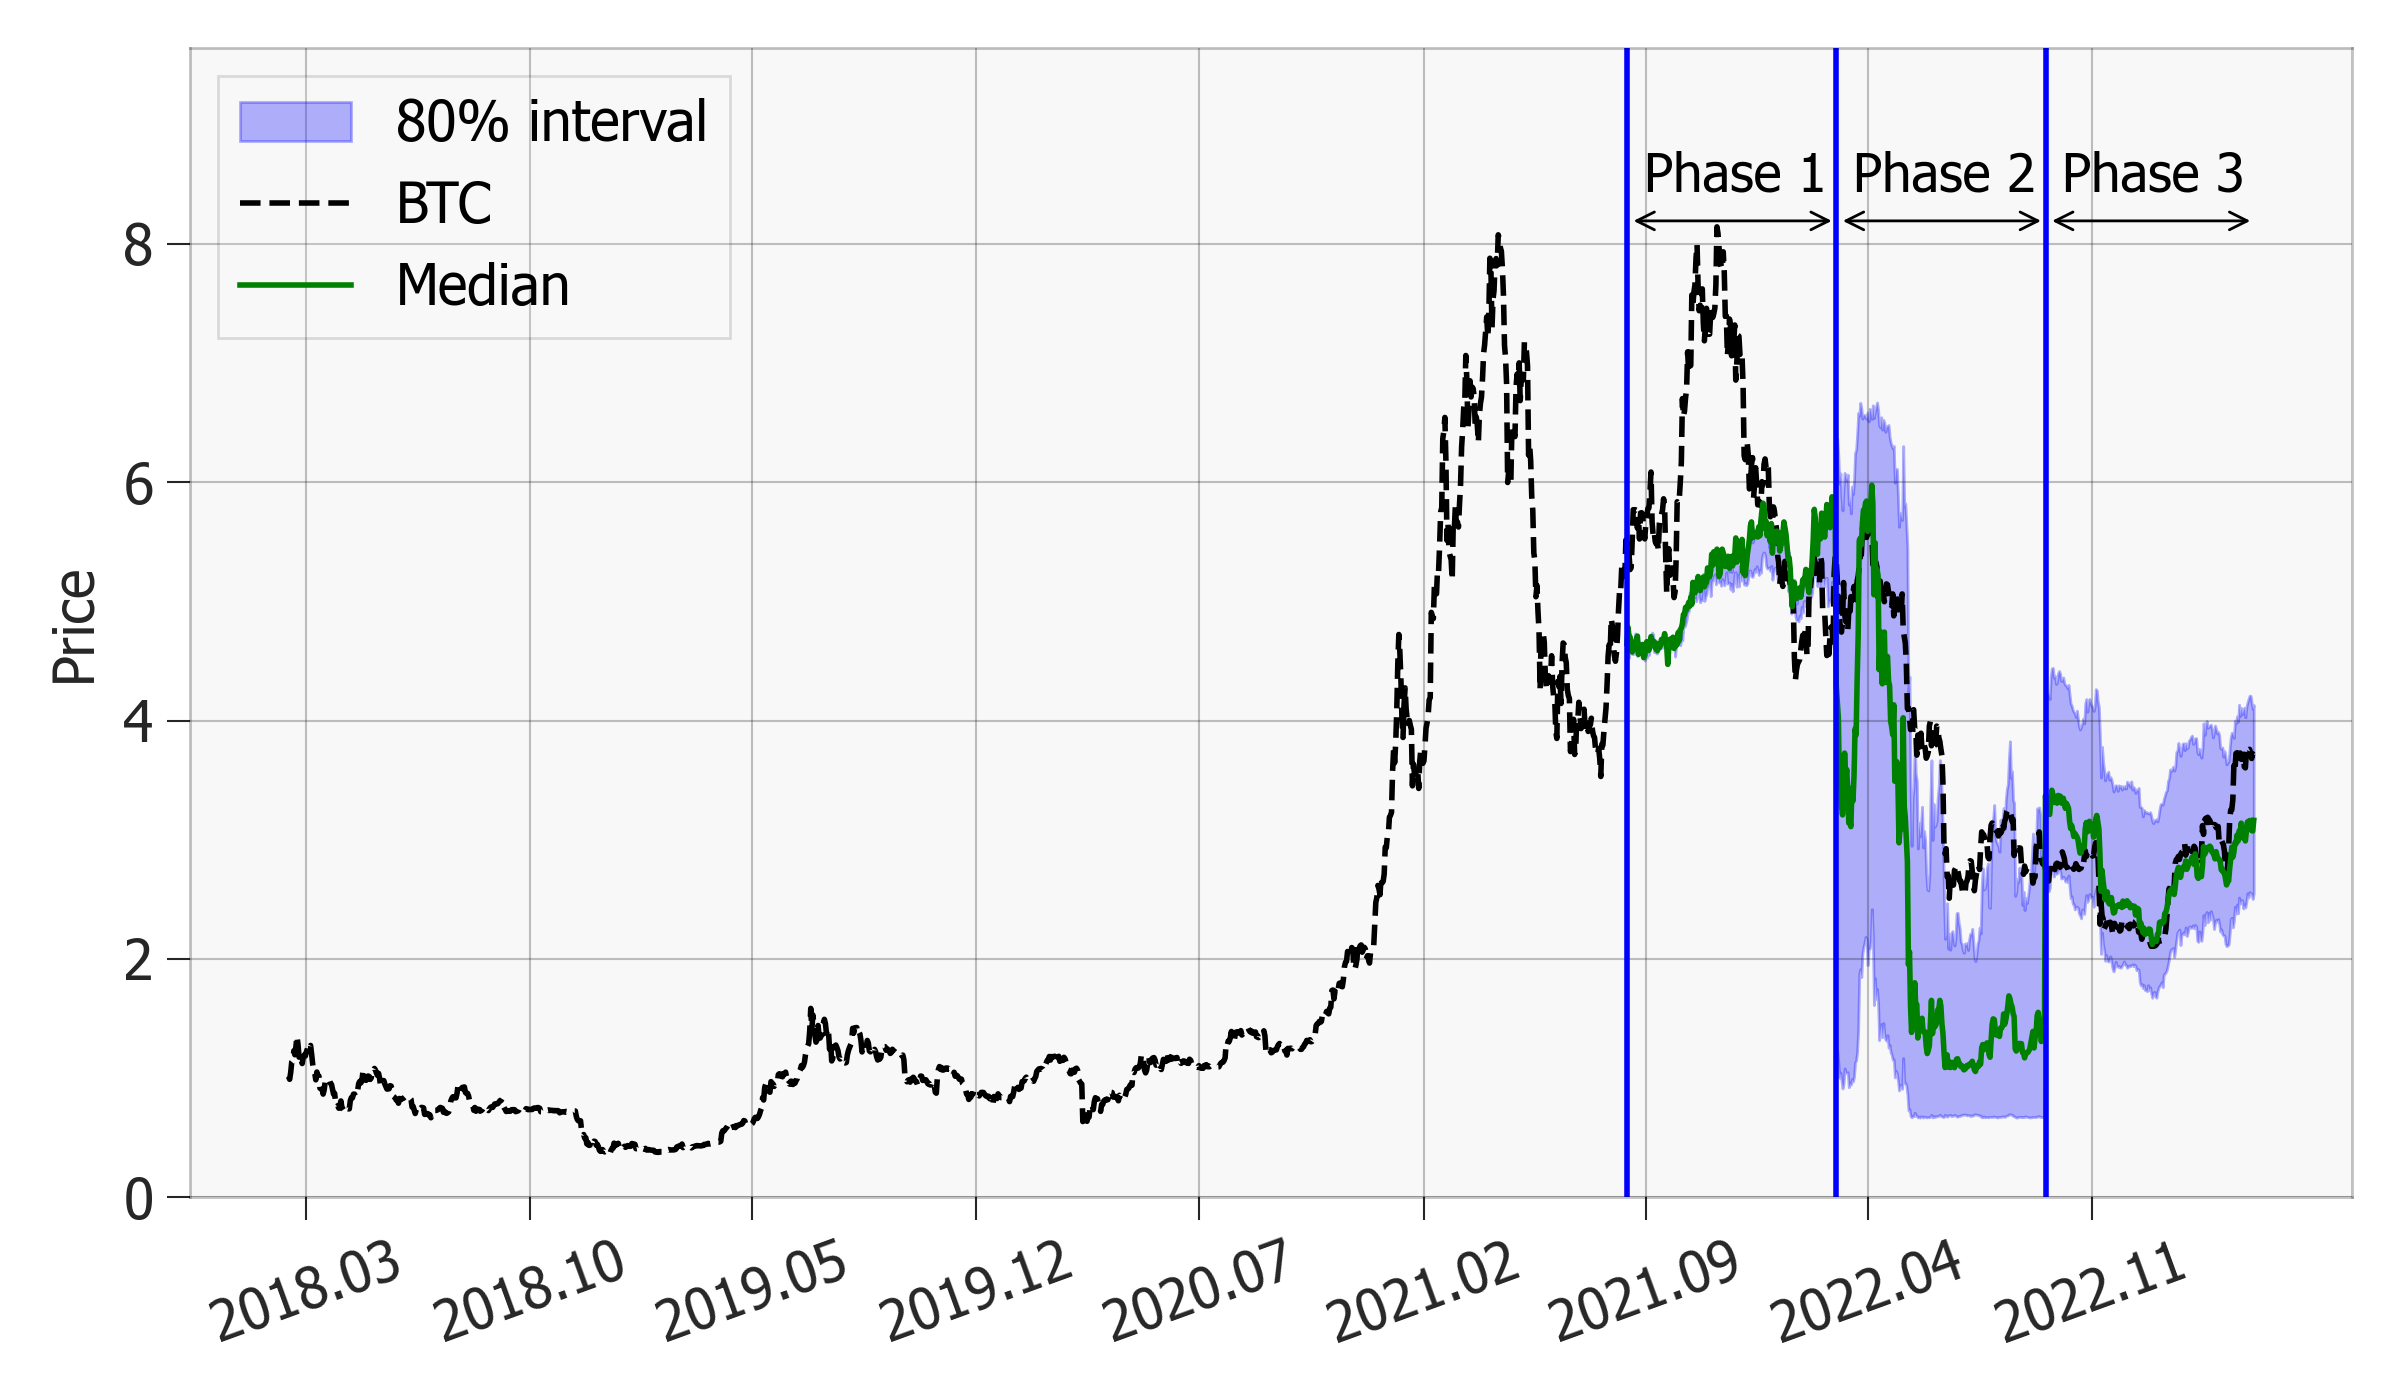 80% interval
BTC
Median
Phase 1
Phase 2
Phase 3
Price
8
6
4
2
0
2018.03
2018.10
2019.05
2019.12
2020.07
2021.02
2021.09
2022.04
2022.11